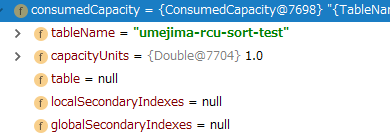 consumedCapacity = {ConsumedCapacity@7698} "{TableNam
f tableName = "umejima-rcu-sort-test"
f capacityUnits = {Double@7704} 1.0
f table = null
f localSecondaryIndexes = null
f globalSecondaryIndexes = null